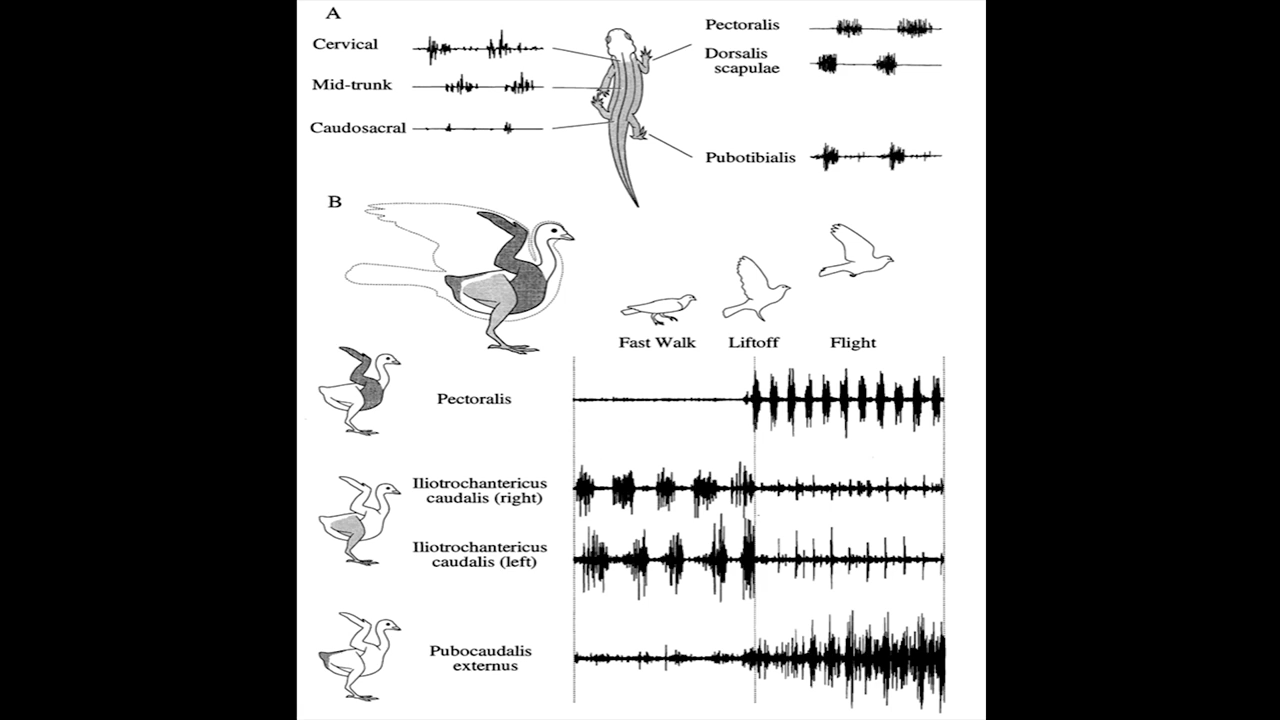 A
Cervical
Mid-trunk
Caudosacral
Pectoralis
Dorsalis
scapulae
Pubotibialis
B
Fast Walk
Liftoff
Flight
Pectoralis
Iliotrochantericus
caudalis (right)
Iliotrochantericus
caudalis (left)
Pubocaudalis
externus